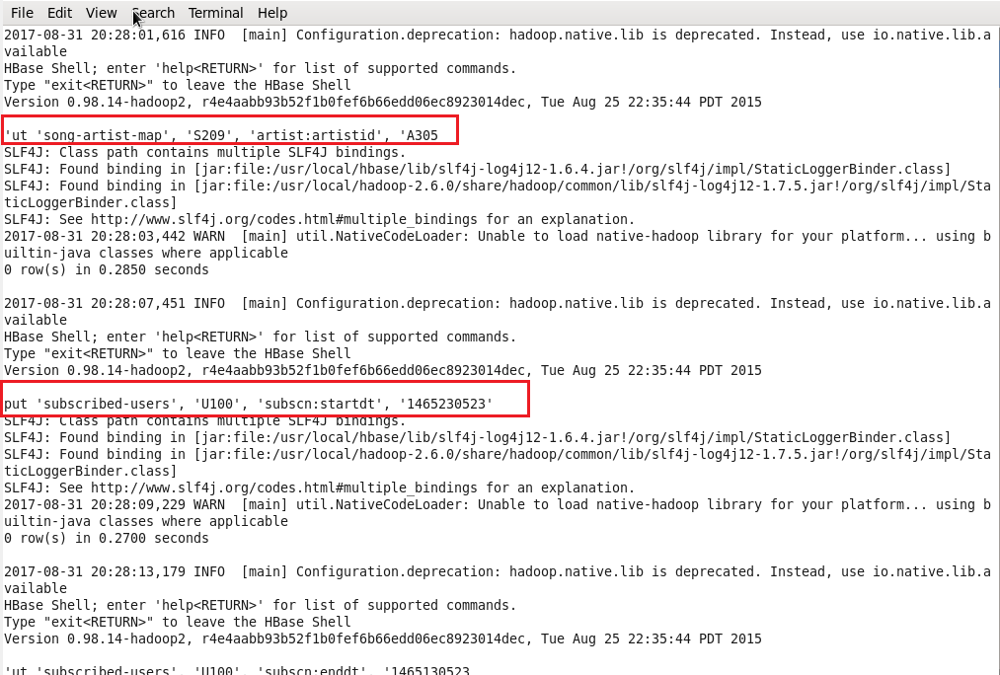 File Edit View Search Terminal Help
2017-08-31 20:28:01,616 INFO  [main] Configuration.deprecation: hadoop.native.lib is deprecated. Instead, use io.native.lib.a
vailable
HBase Shell; enter 'help<RETURN>' for list of supported commands.
Type "exit<RETURN>" to leave the HBase Shell
Version 0.98.14-hadoop2, r4e4aabb93b52f1b0fef6b66edd06ec8923014dec, Tue Aug 25 22:35:44 PDT 2015
'ut 'song-artist-map', 'S209', 'artist:artistid', 'A305
SLF4J: Class path contains multiple SLF4J bindings.
SLF4J: Found binding in [jar:file:/usr/local/hbase/lib/slf4j-log4j12-1.6.4.jar!/org/slf4j/impl/StaticLoggerBinder.class]
SLF4J: Found binding in [jar:file:/usr/local/hadoop-2.6.0/share/hadoop/common/lib/slf4j-log4j12-1.7.5.jar!/org/slf4j/impl/Sta
ticLoggerBinder.class]
SLF4J: See http://www.slf4j.org/codes.html#multiple_bindings for an explanation.
2017-08-31 20:28:03,442 WARN  [main] util.NativeCodeLoader: Unable to load native-hadoop library for your platform... using b
uiltin-java classes where applicable
0 row(s) in 0.2850 seconds
2017-08-31 20:28:07,451 INFO  [main] Configuration.deprecation: hadoop.native.lib is deprecated. Instead, use io.native.lib.a
vailable
HBase Shell; enter 'help<RETURN>' for list of supported commands.
Type "exit<RETURN>" to leave the HBase Shell
Version 0.98.14-hadoop2, r4e4aabb93b52f1b0fef6b66edd06ec8923014dec, Tue Aug 25 22:35:44 PDT 2015
put 'subscribed-users', 'U100', 'subscn:startdt', '1465230523'
SLF4J: Class path contains multiple SLF4J bindings.
SLF4J: Found binding in [jar:file:/usr/local/hbase/lib/slf4j-log4j12-1.6.4.jar!/org/slf4j/impl/StaticLoggerBinder.class]
SLF4J: Found binding in [jar:file:/usr/local/hadoop-2.6.0/share/hadoop/common/lib/slf4j-log4j12-1.7.5.jar!/org/slf4j/impl/Sta
ticLoggerBinder.class]
SLF4J: See http://www.slf4j.org/codes.html#multiple_bindings for an explanation.
2017-08-31 20:28:09,229 WARN  [main] util.NativeCodeLoader: Unable to load native-hadoop library for your platform... using b
uiltin-java classes where applicable
0 row(s) in 0.2700 seconds
2017-08-31 20:28:13,179 INFO  [main] Configuration.deprecation: hadoop.native.lib is deprecated. Instead, use io.native.lib.a
vailable
HBase Shell; enter 'help<RETURN>' for list of supported commands.
Type "exit<RETURN>" to leave the HBase Shell
Version 0.98.14-hadoop2, r4e4aabb93b52f1b0fef6b66edd06ec8923014dec, Tue Aug 25 22:35:44 PDT 2015
'ut 'subscribed-users', 'U100', 'subscn:enddt', '1465130523